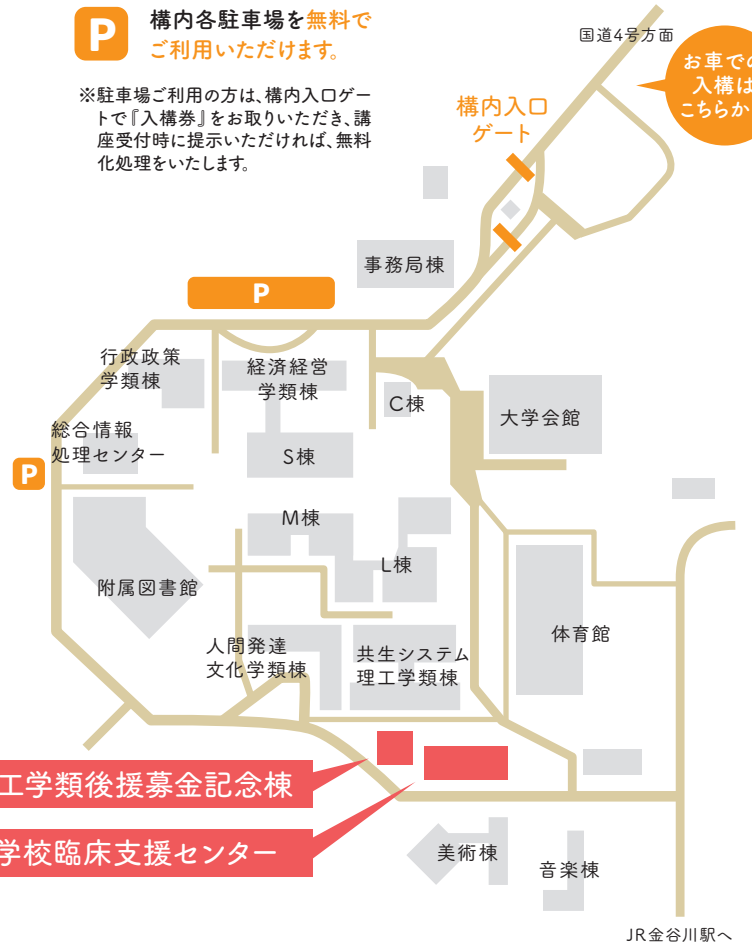 P
構内各駐車場を無料で
ご利用いただけます。
※駐車場ご利用の方は、構内入口ゲー
トで『入構券』をお取りいただき、講
座受付時に提示いただければ、無料
化処理をいたします。
国道4号方面
お車での
入構は
こちらか
構内入口
ゲート
事務局棟
P
行政政策
学類棟
経済経営
学類棟
C棟
大学会館
総合情報
処理センター
P
S棟
M棟
L棟
附属図書館
人間発達
文化学類棟
共生システム
理工学類棟
体育館
工学類後援募金記念棟
学校臨床支援センター
美術棟
音楽棟
JR金谷川駅へ